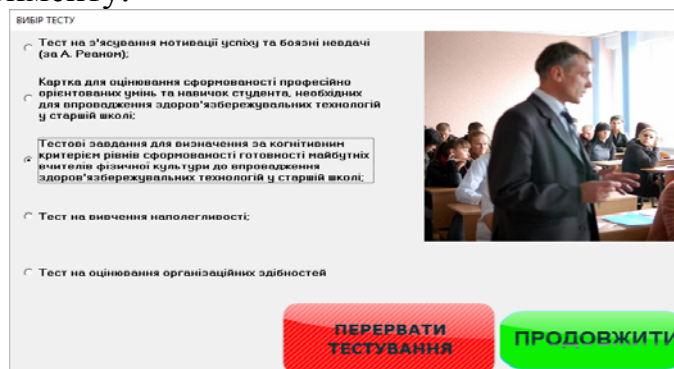 именту.
ВИБІР ТЕСТУ
Тест на з'ясування мотивації успіху та боязні невдачі
(за А. Реаном);
Картка для оцінювання сформованості професійно
орієнтованих умінь та навичок студента, необхідних
для впровадження здоров'язбережувальних технологій
у старшій школі;
Тестові завдання для визначення за когнітивним
критерієм рівнів сформованості готовності майбутніх
вчителів фізичної культури до впровадження
здоров'язбережувальних технологій у старшій школі;
Тест на вивчення наполегливості;
Тест на оцінювання організаційних здібностей
ПЕРЕРВАТИ
ТЕСТУВАННЯ
ПРОДОВЖИТИ